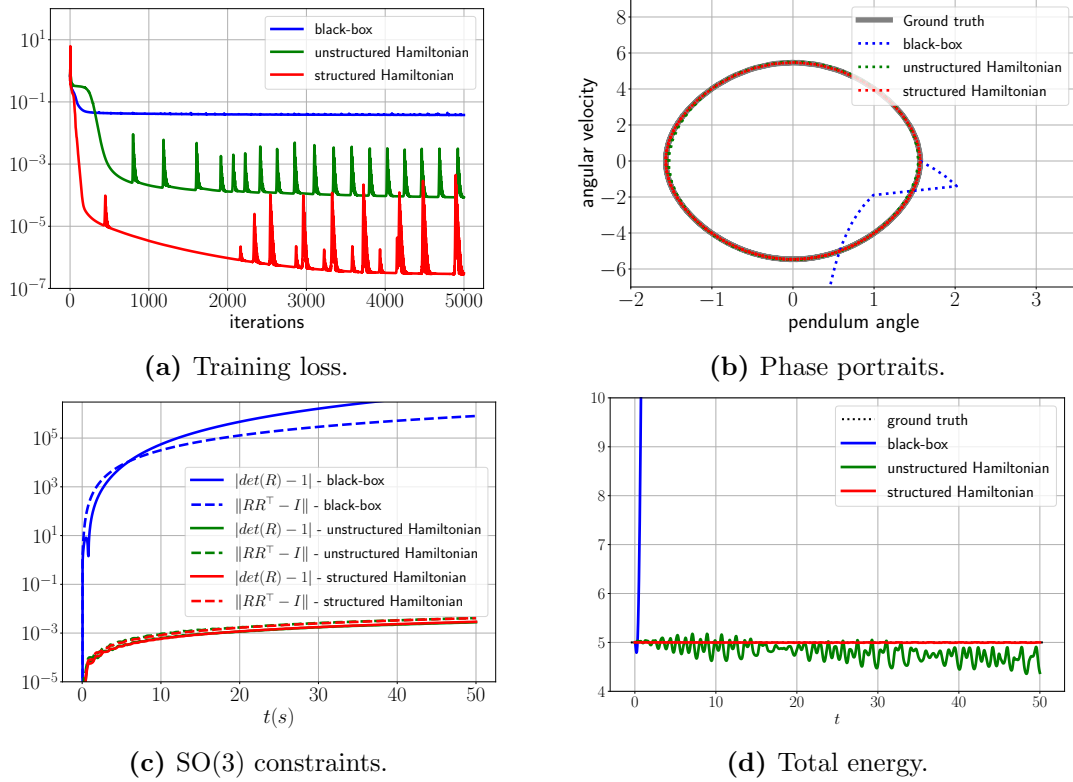 10^1
10^{-1}
10^{-3}
10^{-5}
10^{-7}
0
1000
2000
3000
4000
5000
iterations
black-box
unstructured Hamiltonian
structured Hamiltonian
(a) Training loss.
8
6
4
2
0
−2
−4
−6
−2
−1
0
1
2
3
angular velocity
pendulum angle
Ground truth
black-box
unstructured Hamiltonian
structured Hamiltonian
(b) Phase portraits.
10^5
10^3
10^1
10^{-1}
10^{-3}
10^{-5}
0
10
20
30
40
50
t(s)
|det(R) − 1| - black-box
‖RR^⊤ − I‖ - black-box
|det(R) − 1| - unstructured Hamiltonian
‖RR^⊤ − I‖ - unstructured Hamiltonian
|det(R) − 1| - structured Hamiltonian
‖RR^⊤ − I‖ - structured Hamiltonian
(c) SO(3) constraints.
10
9
8
7
6
5
4
0
10
20
30
40
50
t
ground truth
black-box
unstructured Hamiltonian
structured Hamiltonian
(d) Total energy.